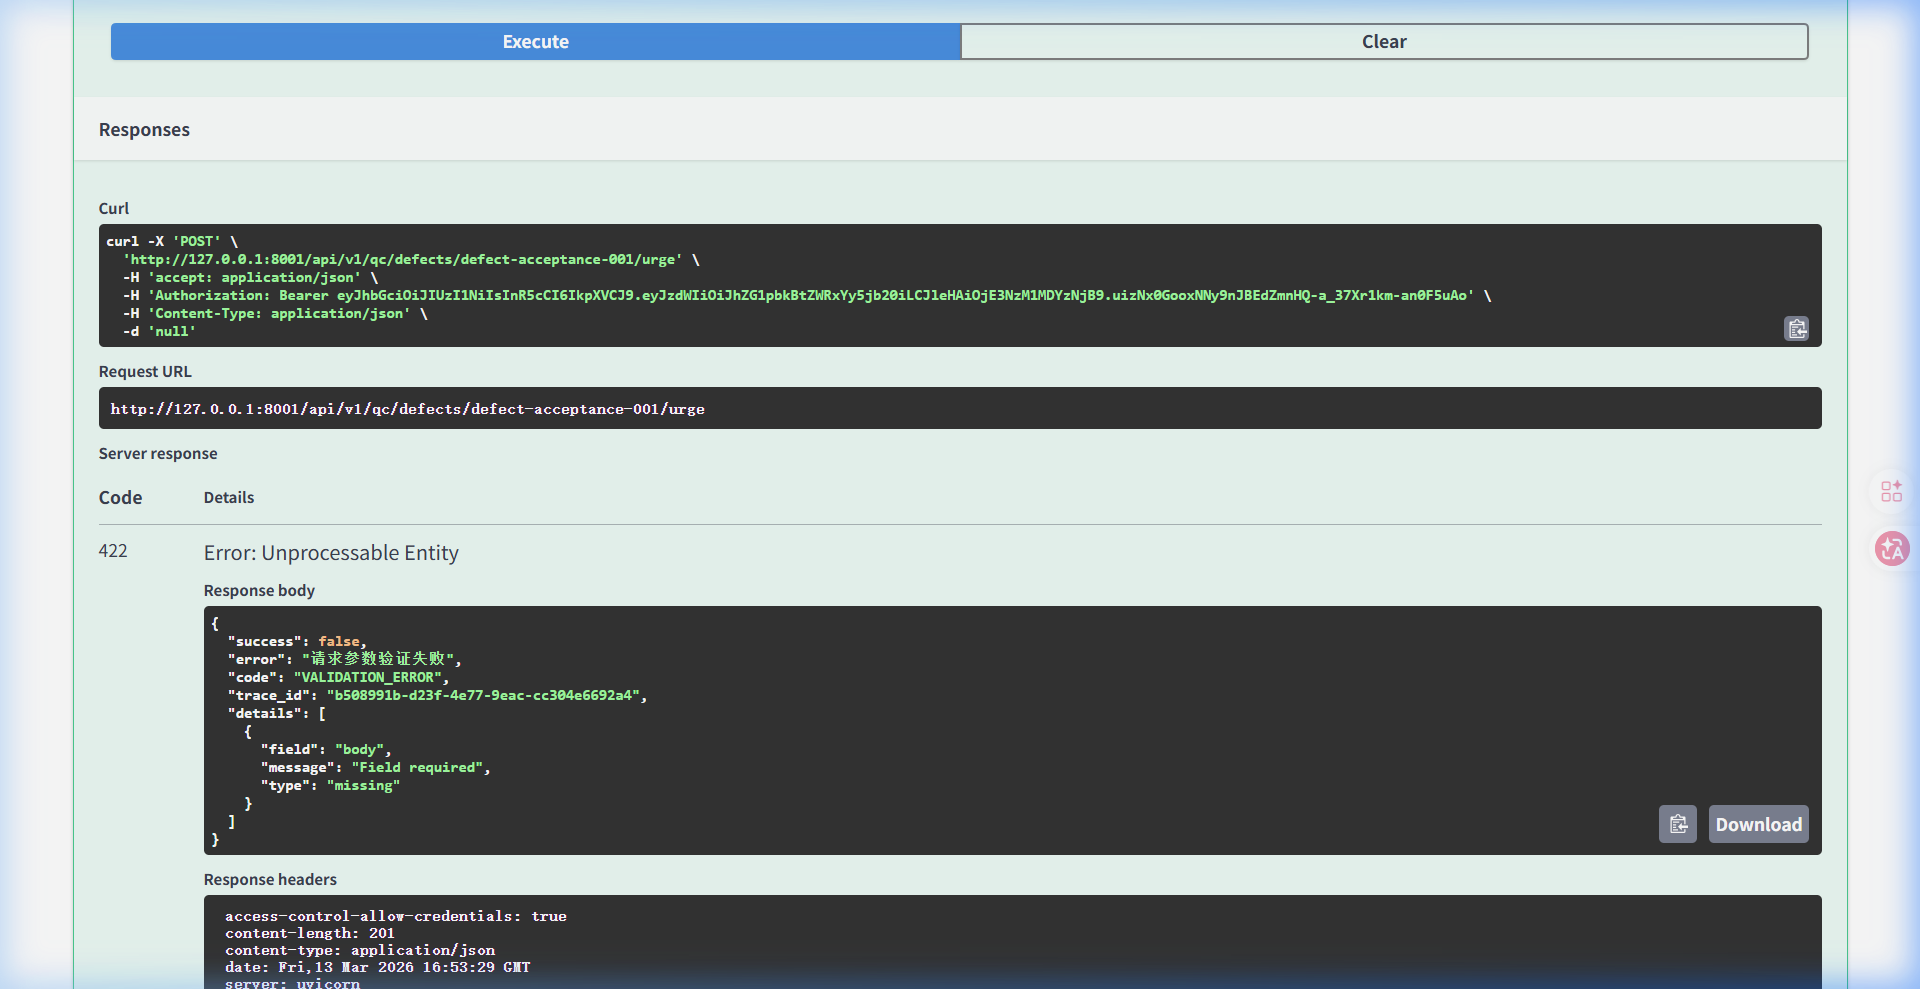 Execute
Clear
Responses
Curl
curl -X 'POST' \
'http://127.0.0.1:8001/api/v1/qc/defects/defect-acceptance-001/urge' \
-H 'accept: application/json' \
-H 'Authorization: Bearer eyJhbGciOiJIUzI1NiIsInR5cCI6IkpXVCJ9.eyJzdWIiOiJhZG1pbkBtZWRxYy5jb20iLCJleHAiOjE3NzM1MDYzNjB9.uizNx0GooxNNy9nJBEdZmnHQ-a_37Xr1km-an0F5uAo' \
-H 'Content-Type: application/json' \
-d 'null'
Request URL
http://127.0.0.1:8001/api/v1/qc/defects/defect-acceptance-001/urge
Server response
Code Details
422
Error: Unprocessable Entity
Response body
{
"success": false,
"error": "请求参数验证失败",
"code": "VALIDATION_ERROR",
"trace_id": "b508991b-d23f-4e77-9eac-cc304e6692a4",
"details": [
{
"field": "body",
"message": "Field required",
"type": "missing"
}
]
}
Download
Response headers
access-control-allow-credentials: true
content-length: 201
content-type: application/json
date: Fri,13 Mar 2026 16:53:29 GMT
server: uvicorn